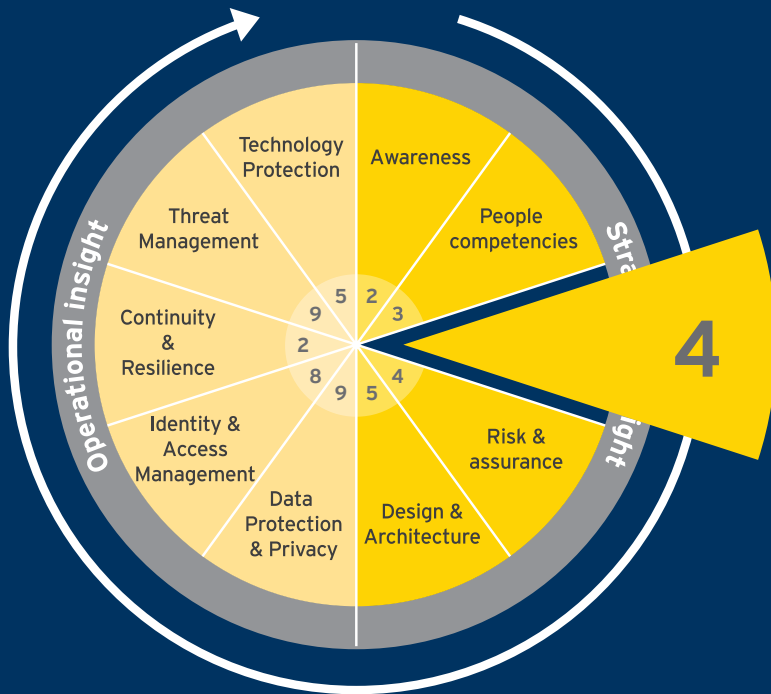 Technology
Protection
Awareness
Threat
Management
People
competencies
Continuity
&
Resilience
Identity &
Access
Management
Data
Protection
& Privacy
Design &
Architecture
Risk &
assurance
Operational insight
5
2
9
3
2
8
4
9
5
4